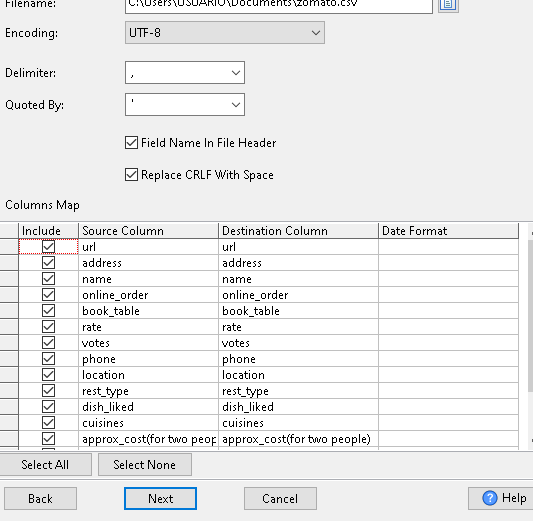 Filename: C:\Users\USUARIO\Documents\zomato.csv
Encoding: UTF-8
Delimiter: ,
Quoted By: '
Field Name In File Header
Replace CRLF With Space
Columns Map
Include Source Column Destination Column Date Format
url url
address address
name name
online_order online_order
book_table book_table
rate rate
votes votes
phone phone
location location
rest_type rest_type
dish_liked dish_liked
cuisines cuisines
approx_cost(for two peop approx_cost(for two people)
Select All Select None
Back Next Cancel Help